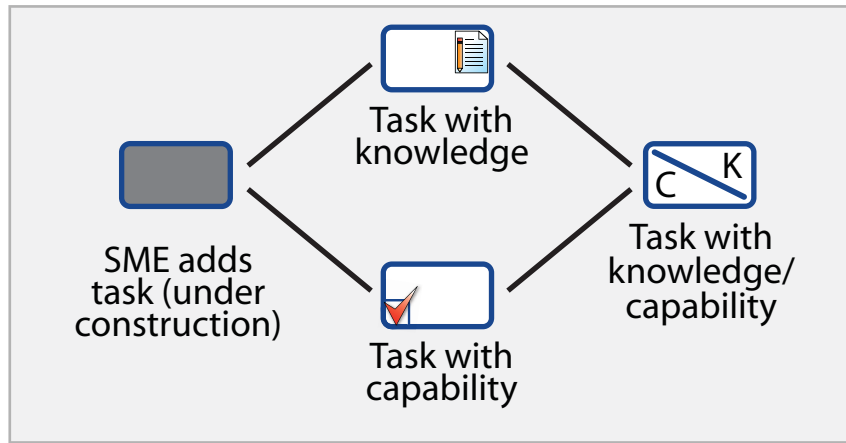 Task with
knowledge
SME adds
task (under
construction)
C
K
Task with
knowledge/
capability
Task with
capability